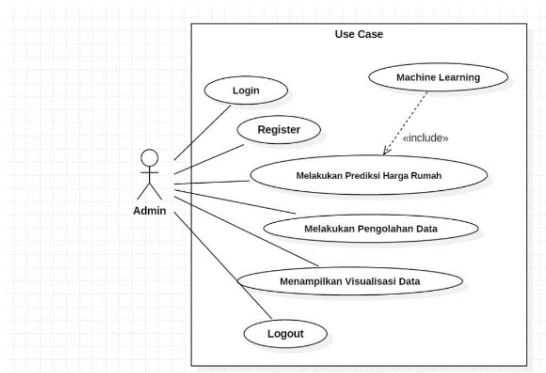 Use Case
Machine Learning
Login
«include»
Register
Melakukan Prediksi Harga Rumah
Admin
Melakukan Pengolahan Data
Menampilkan Visualisasi Data
Logout